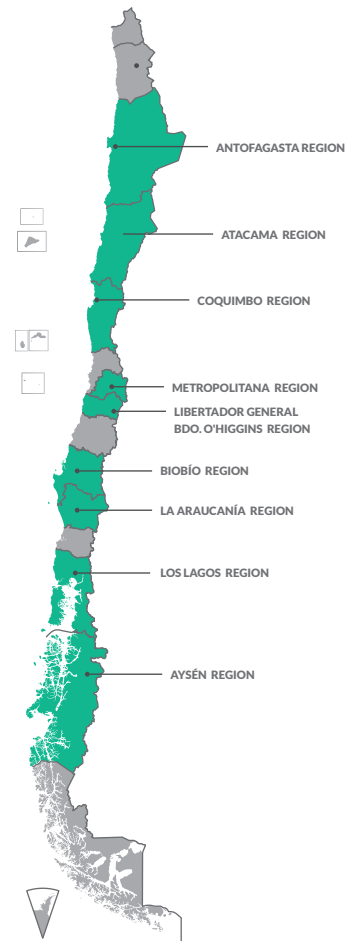 ANTOFAGASTA REGION
ATACAMA REGION
COQUIMBO REGION
METROPOLITANA REGION
LIBERTADOR GENERAL
BDO. O'HIGGINS REGION
BIOBÍO REGION
LA ARAUCANÍA REGION
LOS LAGOS REGION
AYSÉN REGION